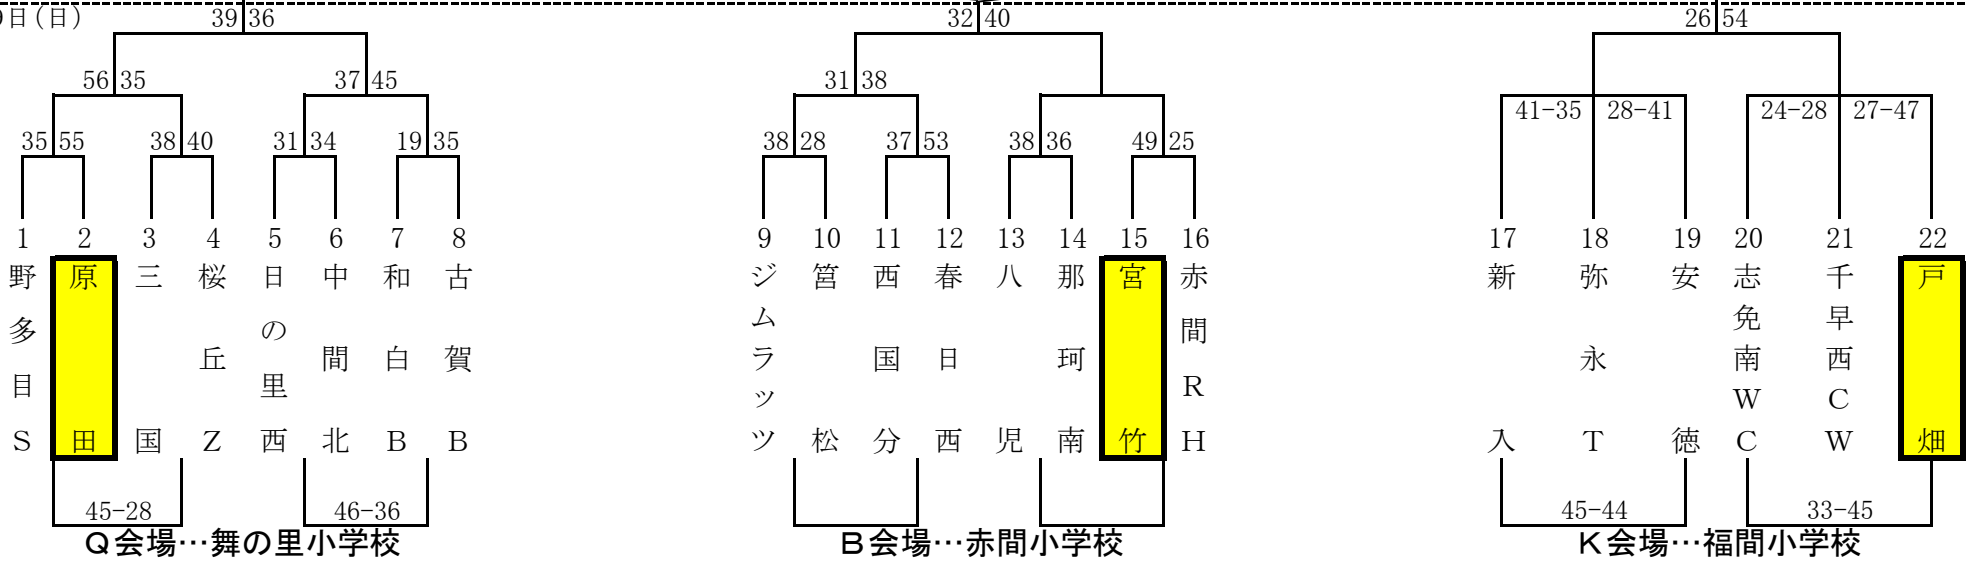 日(日)
39 36
32 40
26 54
56 35
37 45
31 38
41-35 28-41
24-28 27-47
35 55
38 40
31 34
19 35
38 28
37 53
38 36
49 25
1 2 3 4 5 6 7 8
9 10 11 12 13 14 15 16
17 18 19 20 21 22
野多目S
原田
三国
桜丘Z
日の里西
中間北
和白B
古賀B
ジムラッツ
筥松
西国分
春日西
八児
那珂南
宮竹
赤間RH
新入
弥永T
安徳
志免南WC
千早西CW
戸畑
45-28
46-36
45-44
33-45
Q会場…舞の里小学校
B会場…赤間小学校
K会場…福間小学校